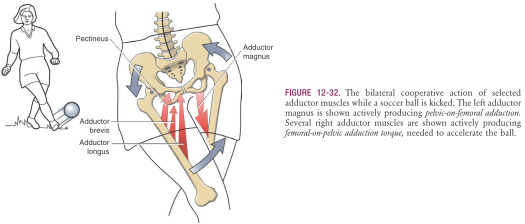 Pectineus
Adductor
magnus
Adductor
brevis
Adductor
longus
FIGURE 12-32. The bilateral cooperative action of selected
adductor muscles while a soccer ball is kicked. The left adductor
magnus is shown actively producing pelvic-on-femoral adduction.
Several right adductor muscles are shown actively producing
femoral-on-pelvic adduction torque, needed to accelerate the ball.